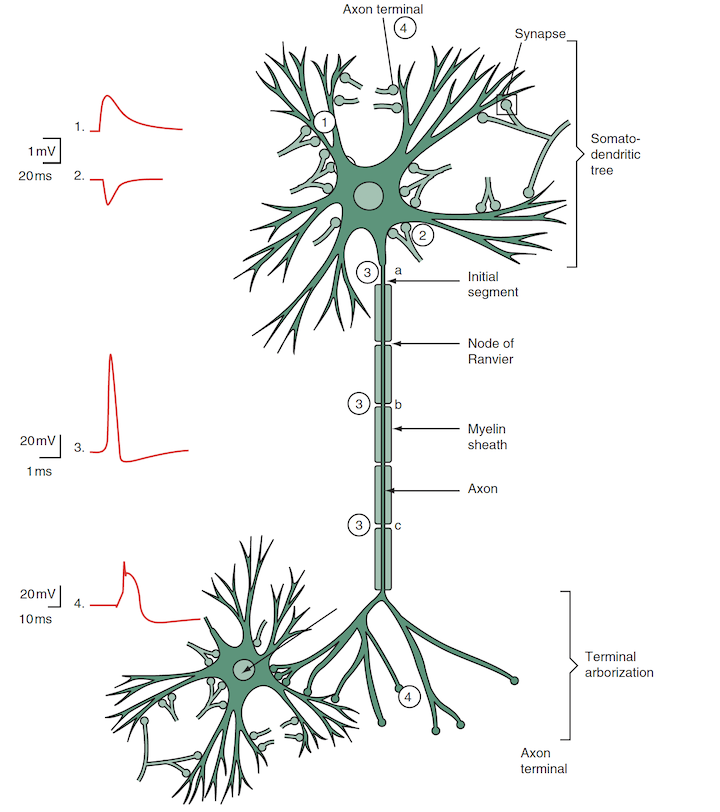 Axon terminal
4
Synapse
1
1.
1 mV
20 ms
2.
Somato-
dendritic
tree
2
3
a
Initial
segment
Node of
Ranvier
3
b
Myelin
sheath
20 mV
3.
1 ms
Axon
3
c
20 mV
4.
10 ms
Terminal
arborization
4
Axon
terminal